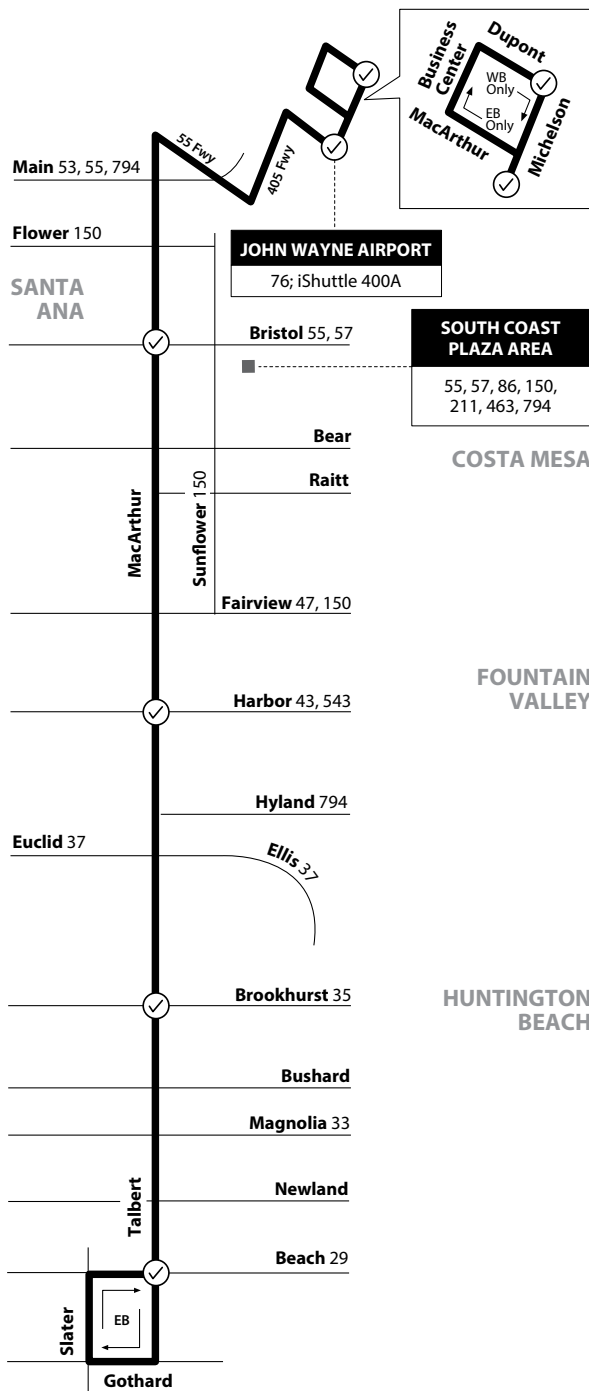 Business
Center
Dupont
WB
Only
EB
Only
MacArthur
Michelson
55 Fwy
405 Fwy
Main 53, 55, 794
Flower 150
JOHN WAYNE AIRPORT
76; iShuttle 400A
SANTA
ANA
Bristol 55, 57
SOUTH COAST
PLAZA AREA
55, 57, 86, 150,
211, 463, 794
Bear
COSTA MESA
Raitt
MacArthur
Sunflower 150
Fairview 47, 150
FOUNTAIN
VALLEY
Harbor 43, 543
Hyland 794
Euclid 37
Ellis 37
Brookhurst 35
HUNTINGTON
BEACH
Bushard
Magnolia 33
Newland
Talbert
Beach 29
EB
Slater
Gothard